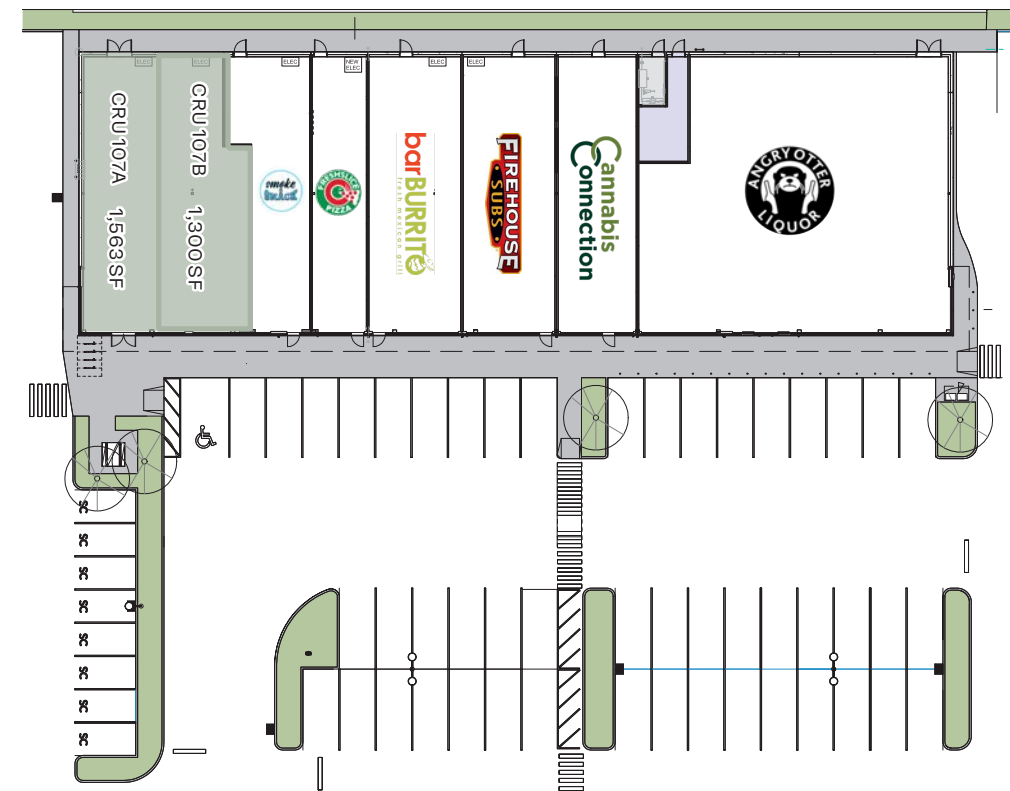 ELEC
ELEC
ELEC
NEW
ELEC
ELEC
ELEC
CRU 107A 1,563 SF
CRU 107B 1,300 SF
smoke
SHACK
FRESHSLICE
PIZZA
barBURRITO
fresh mexican grill
FIREHOUSE
SUBS
Cannabis
Connection
ANGRY OTTER
LIQUOR
SC
SC
SC
SC
SC
SC
SC
SC